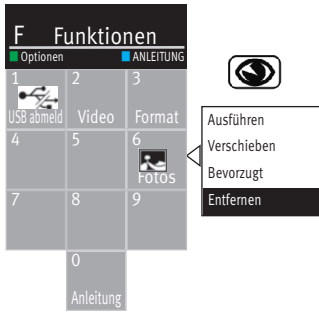 F Funktionen
Optionen ANLEITUNG
1 2 3
USB abmeld Video Format
4 5 6
Fotos
7 8 9
0
Anleitung
Ausführen
Verschieben
Bevorzugt
Entfernen